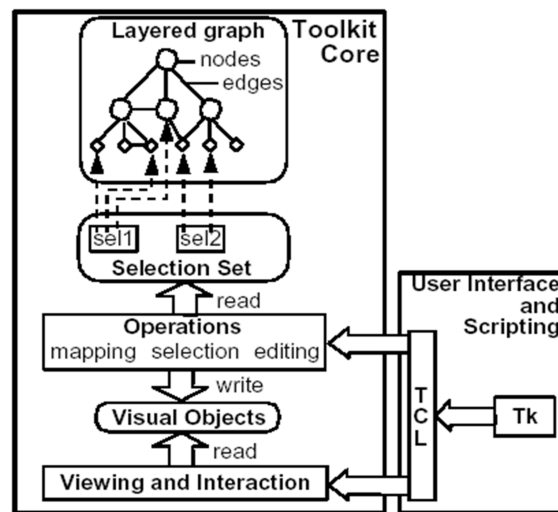 Layered graph
Toolkit
Core
nodes
edges
sel1
sel2
Selection Set
read
Operations
mapping selection editing
write
Visual Objects
read
Viewing and Interaction
User Interface
and
Scripting
TCL
Tk